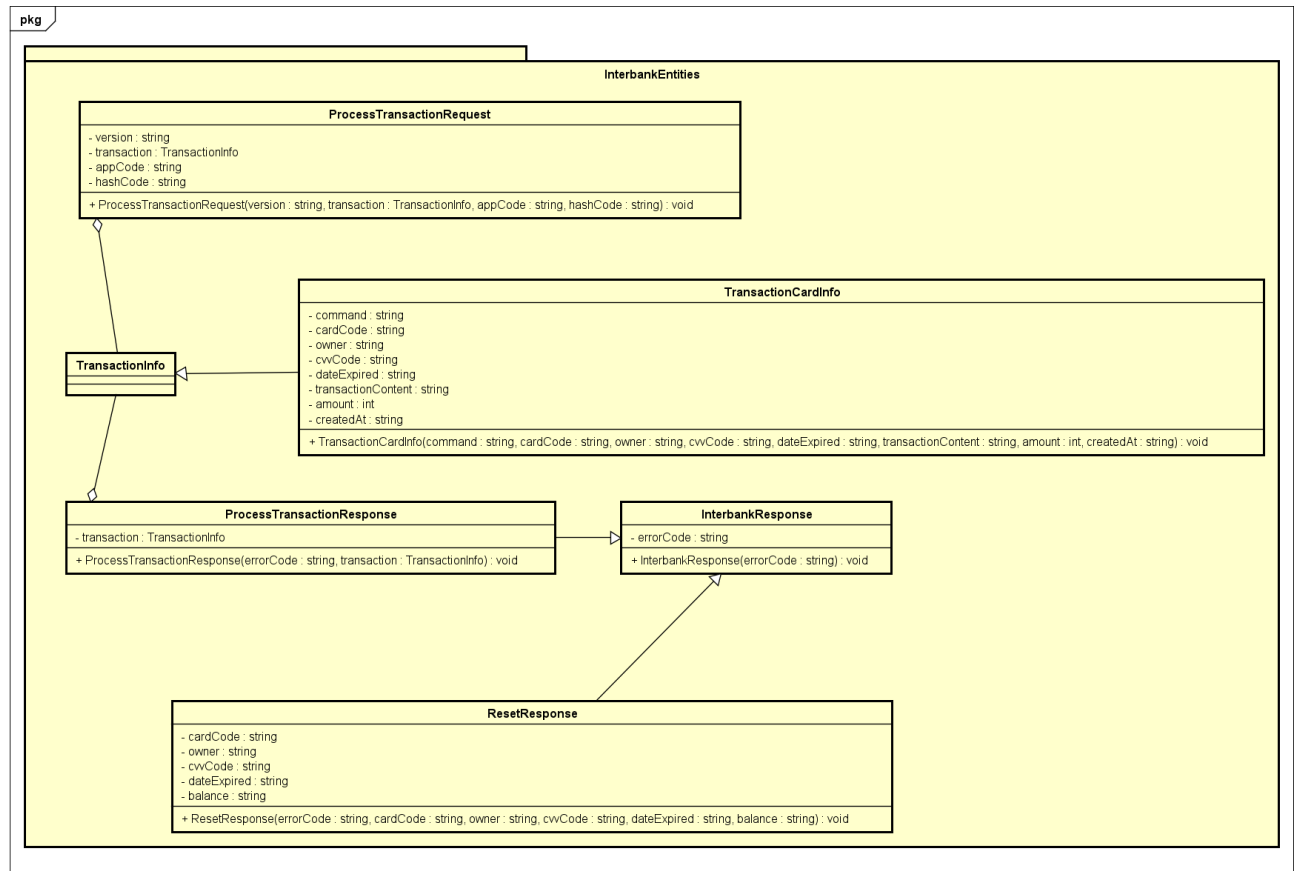 pkg
InterbankEntities
ProcessTransactionRequest
- version : string
- transaction : TransactionInfo
- appCode : string
- hashCode : string
+ ProcessTransactionRequest(version : string, transaction : TransactionInfo, appCode : string, hashCode : string) : void
TransactionCardInfo
- command : string
- cardCode : string
- owner : string
- cvvCode : string
- dateExpired : string
- transactionContent : string
- amount : int
- createdAt : string
+ TransactionCardInfo(command : string, cardCode : string, owner : string, cvvCode : string, dateExpired : string, transactionContent : string, amount : int, createdAt : string) : void
TransactionInfo
ProcessTransactionResponse
- transaction : TransactionInfo
+ ProcessTransactionResponse(errorCode : string, transaction : TransactionInfo) : void
InterbankResponse
- errorCode : string
+ InterbankResponse(errorCode : string) : void
ResetResponse
- cardCode : string
- owner : string
- cvvCode : string
- dateExpired : string
- balance : string
+ ResetResponse(errorCode : string, cardCode : string, owner : string, cvvCode : string, dateExpired : string, balance : string) : void